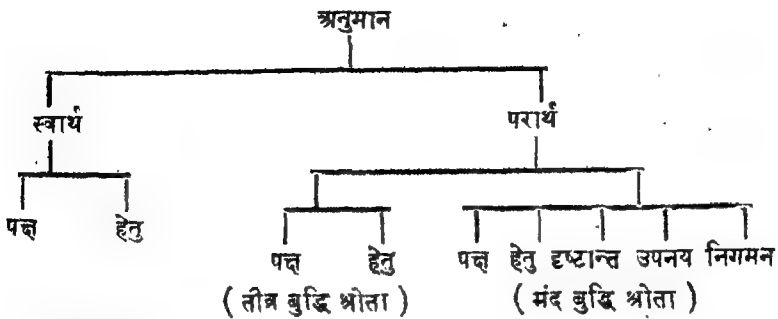 अनुमान
स्वार्थ परार्थ
पक्ष हेतु पक्ष हेतु पक्ष हेतु दृष्टान्त उपनय निगमन
( तीव्र बुद्धि श्रोता ) ( मंद बुद्धि श्रोता )